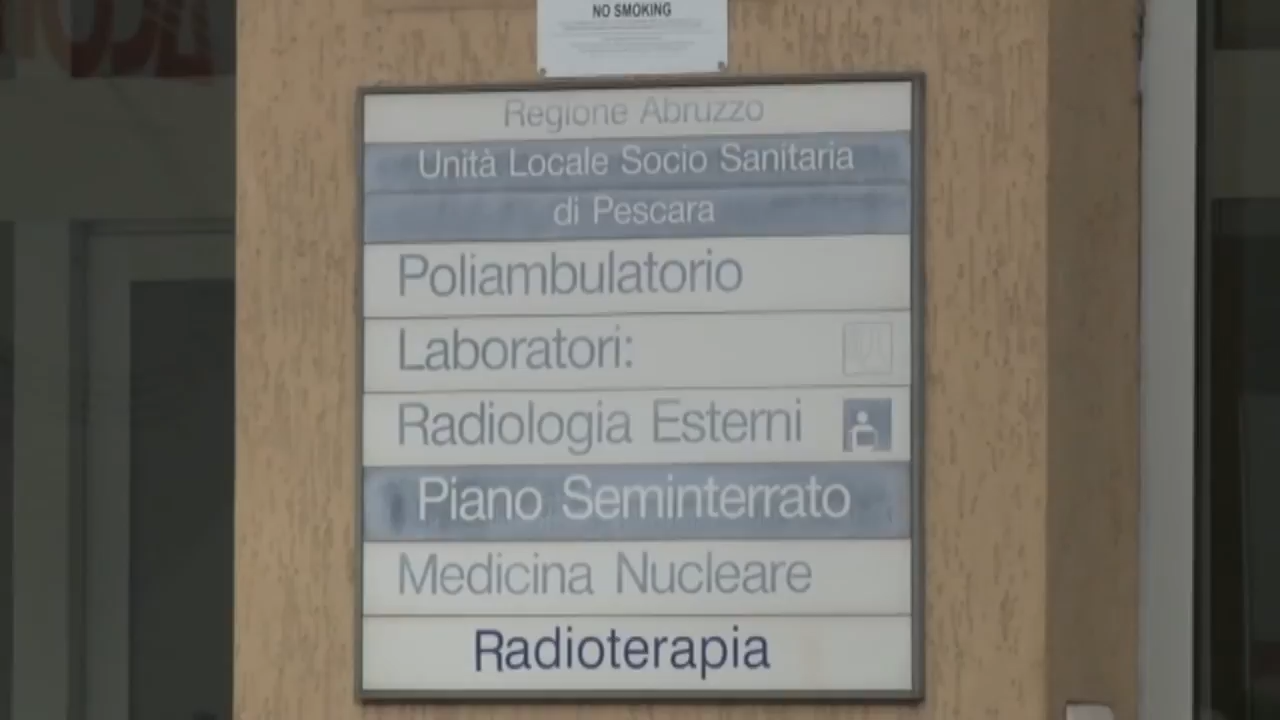 NO SMOKING
Regione Abruzzo
Unità Locale Socio Sanitaria
di Pescara
Poliambulatorio
Laboratori:
Radiologia Esterni
Piano Seminterrato
Medicina Nucleare
Radioterapia